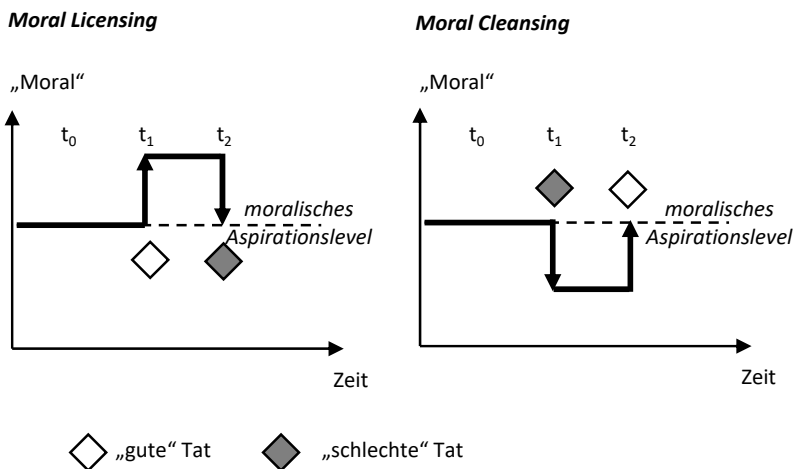 Moral Licensing
„Moral“
t0 t1 t2
moralisches
Aspirationslevel
Zeit
Moral Cleansing
„Moral“
t0 t1 t2
moralisches
Aspirationslevel
Zeit
„gute“ Tat „schlechte“ Tat